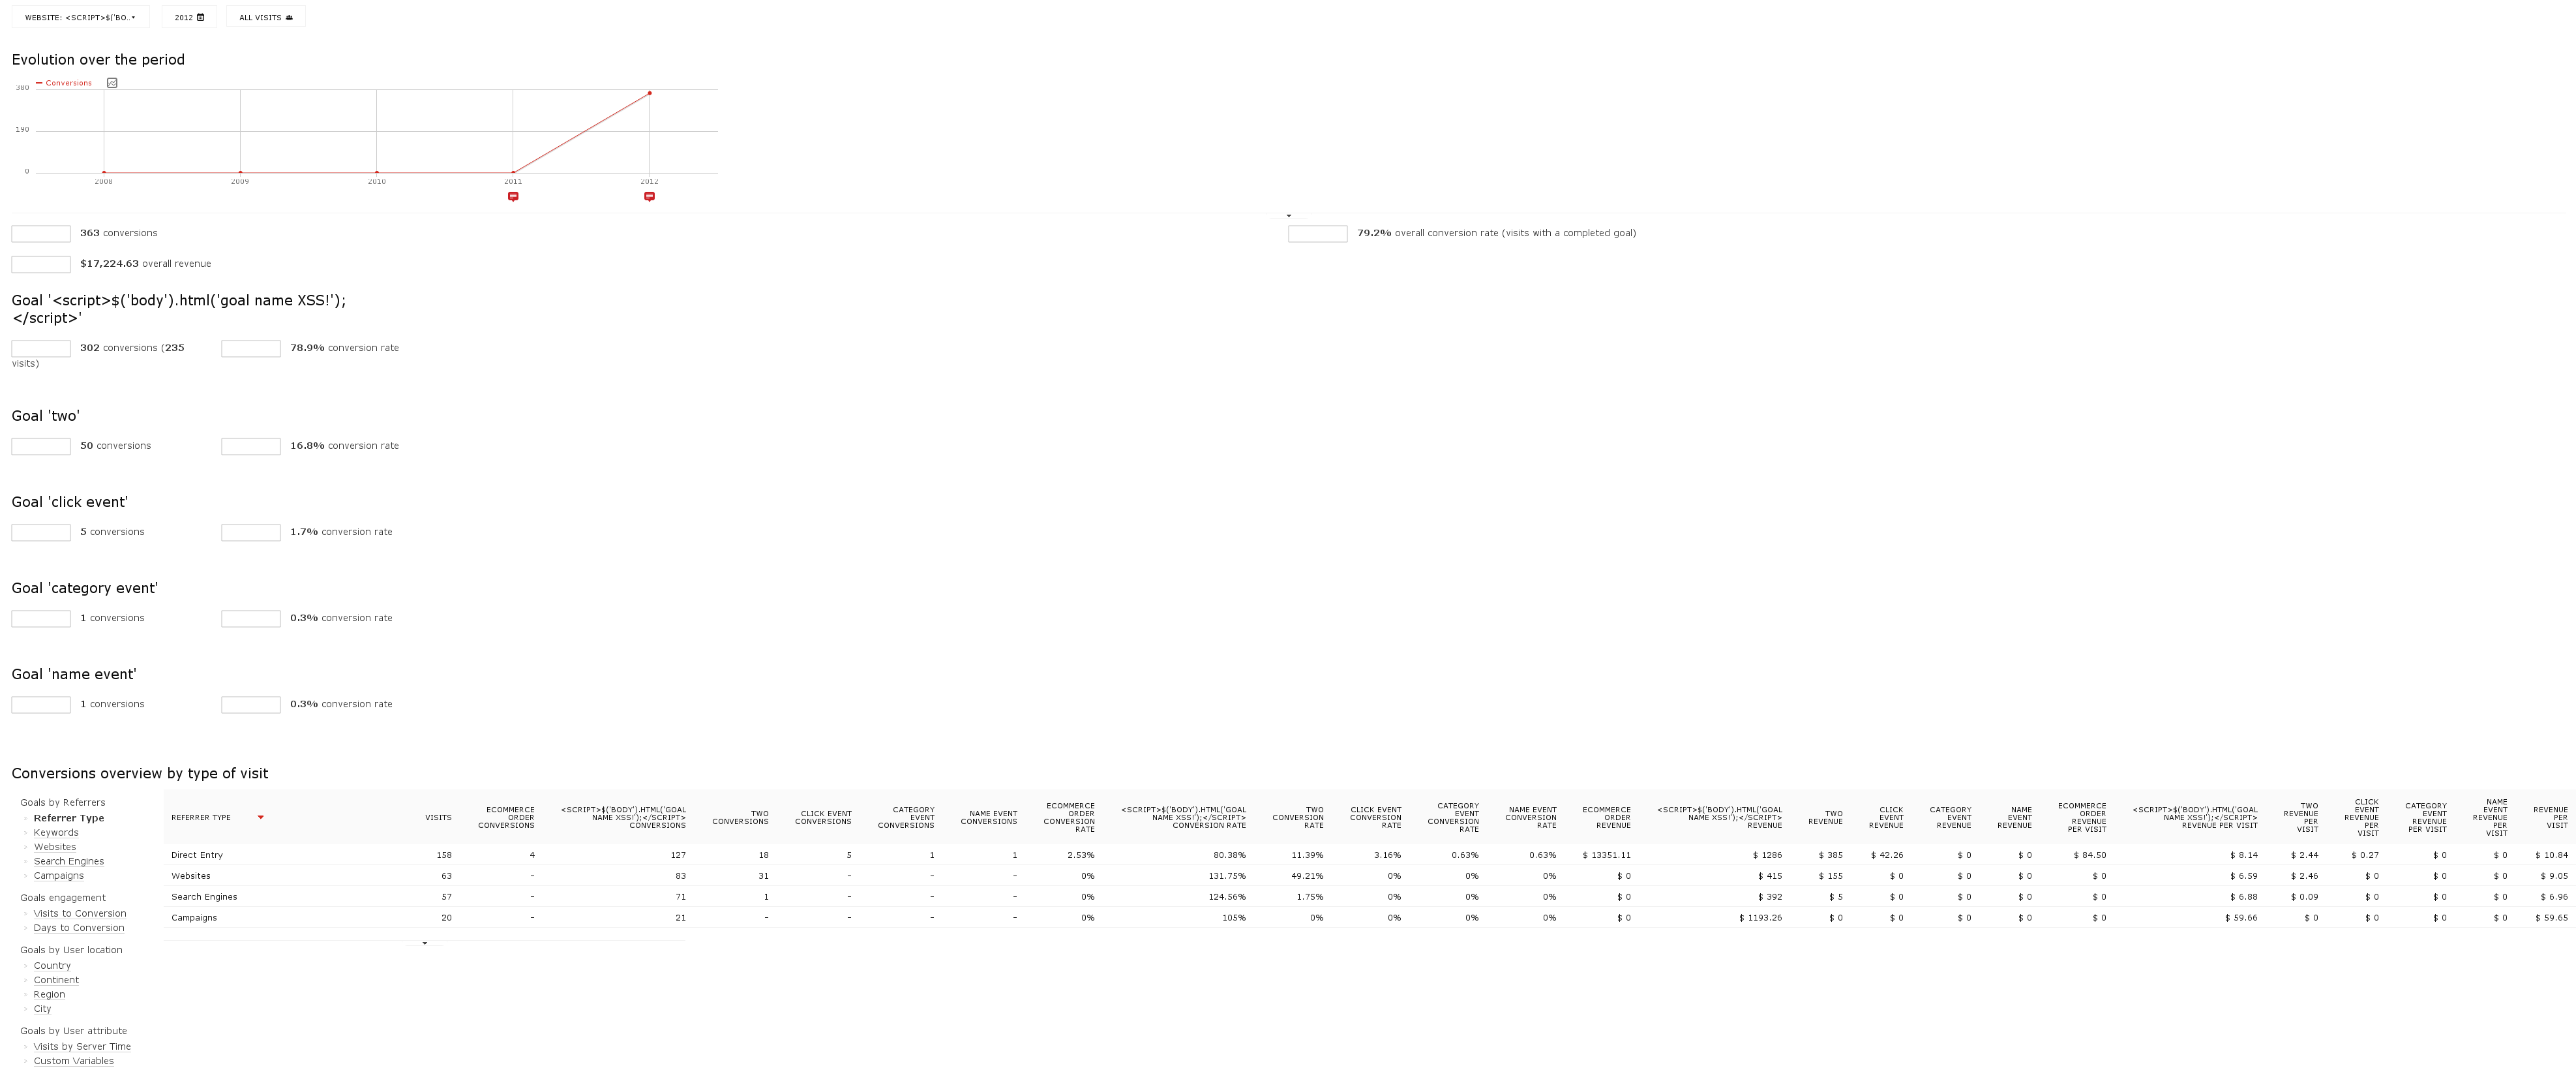 WEBSITE: <SCRIPT>$('BO..
2012
ALL VISITS
Evolution over the period
Conversions
380
190
0
2008 2009 2010 2011 2012
363 conversions
79.2% overall conversion rate (visits with a completed goal)
$17,224.63 overall revenue
Goal '<script>$('body').html('goal name XSS!');
</script>'
302 conversions (235
visits)
78.9% conversion rate
Goal 'two'
50 conversions
16.8% conversion rate
Goal 'click event'
5 conversions
1.7% conversion rate
Goal 'category event'
1 conversions
0.3% conversion rate
Goal 'name event'
1 conversions
0.3% conversion rate
Conversions overview by type of visit
Goals by Referrers
Referrer Type
Keywords
Websites
Search Engines
Campaigns
Goals engagement
Visits to Conversion
Days to Conversion
Goals by User location
Country
Continent
Region
City
Goals by User attribute
Visits by Server Time
Custom Variables
REFERRER TYPE
VISITS
ECOMMERCE
ORDER
CONVERSIONS
<SCRIPT>$('BODY').HTML('GOAL
NAME XSS!');</SCRIPT>
CONVERSIONS
TWO
CONVERSIONS
CLICK EVENT
CONVERSIONS
CATEGORY
EVENT
CONVERSIONS
NAME EVENT
CONVERSIONS
ECOMMERCE
ORDER
CONVERSION
RATE
<SCRIPT>$('BODY').HTML('GOAL
NAME XSS!');</SCRIPT>
CONVERSION RATE
TWO
CONVERSION
RATE
CLICK EVENT
CONVERSION
RATE
CATEGORY
EVENT
CONVERSION
RATE
NAME EVENT
CONVERSION
RATE
ECOMMERCE
ORDER
REVENUE
<SCRIPT>$('BODY').HTML('GOAL
NAME XSS!');</SCRIPT>
REVENUE
TWO
REVENUE
CLICK
EVENT
REVENUE
CATEGORY
EVENT
REVENUE
NAME
EVENT
REVENUE
ECOMMERCE
ORDER
REVENUE
PER VISIT
<SCRIPT>$('BODY').HTML('GOAL
NAME XSS!');</SCRIPT>
REVENUE PER VISIT
TWO
REVENUE
PER
VISIT
CLICK
EVENT
REVENUE
PER
VISIT
CATEGORY
EVENT
REVENUE
PER VISIT
NAME
EVENT
REVENUE
PER
VISIT
REVENUE
PER
VISIT
Direct Entry 158 4 127 18 5 1 1 2.53% 80.38% 11.39% 3.16% 0.63% 0.63% $ 13351.11 $ 1286 $ 385 $ 42.26 $ 0 $ 0 $ 84.50 $ 8.14 $ 2.44 $ 0.27 $ 0 $ 0 $ 10.84
Websites 63 - 83 31 - - - 0% 131.75% 49.21% 0% 0% 0% $ 0 $ 415 $ 155 $ 0 $ 0 $ 0 $ 0 $ 6.59 $ 2.46 $ 0 $ 0 $ 0 $ 9.05
Search Engines 57 - 71 1 - - - 0% 124.56% 1.75% 0% 0% 0% $ 0 $ 392 $ 5 $ 0 $ 0 $ 0 $ 0 $ 6.88 $ 0.09 $ 0 $ 0 $ 0 $ 6.96
Campaigns 20 - 21 - - - - 0% 105% 0% 0% 0% 0% $ 0 $ 1193.26 $ 0 $ 0 $ 0 $ 0 $ 0 $ 59.66 $ 0 $ 0 $ 0 $ 0 $ 59.65